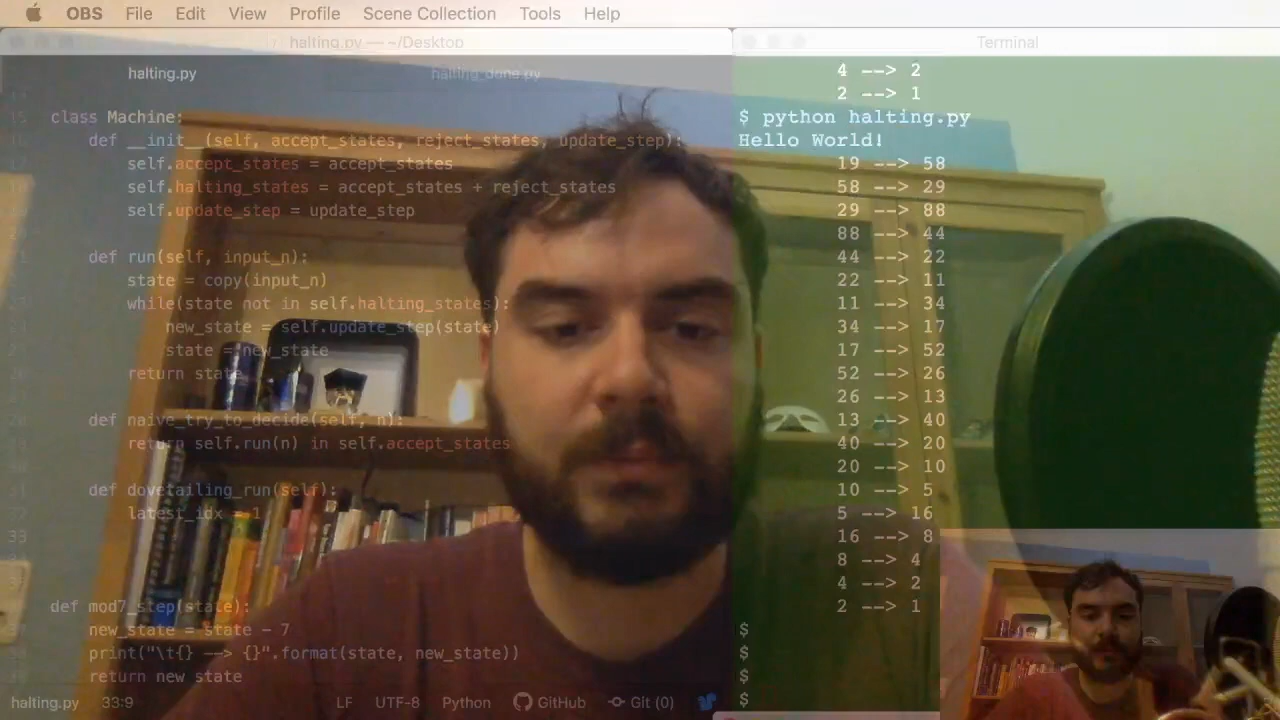 OBS File Edit View Profile Scene Collection Tools Help
halting.py — ~/Desktop
halting.py
halting_done.py
15 class Machine:
def __init__(self, accept_states, reject_states, update_step):
self.accept_states = accept_states
self.halting_states = accept_states + reject_states
self.update_step = update_step
def run(self, input_n):
state = copy(input_n)
while(state not in self.halting_states):
new_state = self.update_step(state)
state = new_state
return state
def naive_try_to_decide(self, n):
return self.run(n) in self.accept_states
def dovetailing_run(self):
latest_idx = 1
33
def mod7_step(state):
new_state = state - 7
print("\t{} --> {}".format(state, new_state))
return new state
halting.py 33:9 LF UTF-8 Python GitHub Git (0)
Terminal
4 --> 2
2 --> 1
$ python halting.py
Hello World!
19 --> 58
58 --> 29
29 --> 88
88 --> 44
44 --> 22
22 --> 11
11 --> 34
34 --> 17
17 --> 52
52 --> 26
26 --> 13
13 --> 40
40 --> 20
20 --> 10
10 --> 5
5 --> 16
16 --> 8
8 --> 4
4 --> 2
2 --> 1
$
$
$
$